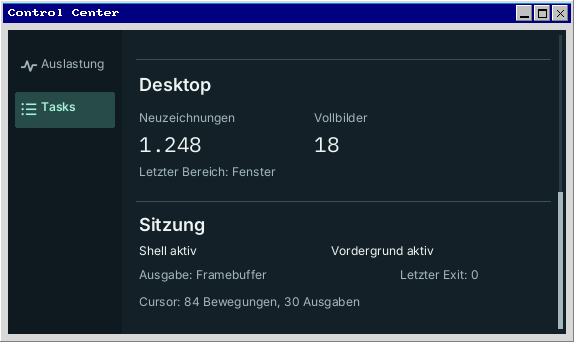 Control Center
Auslastung
Tasks
Desktop
Neuzeichnungen Vollbilder
1.248 18
Letzter Bereich: Fenster
Sitzung
Shell aktiv Vordergrund aktiv
Ausgabe: Framebuffer Letzter Exit: 0
Cursor: 84 Bewegungen, 30 Ausgaben